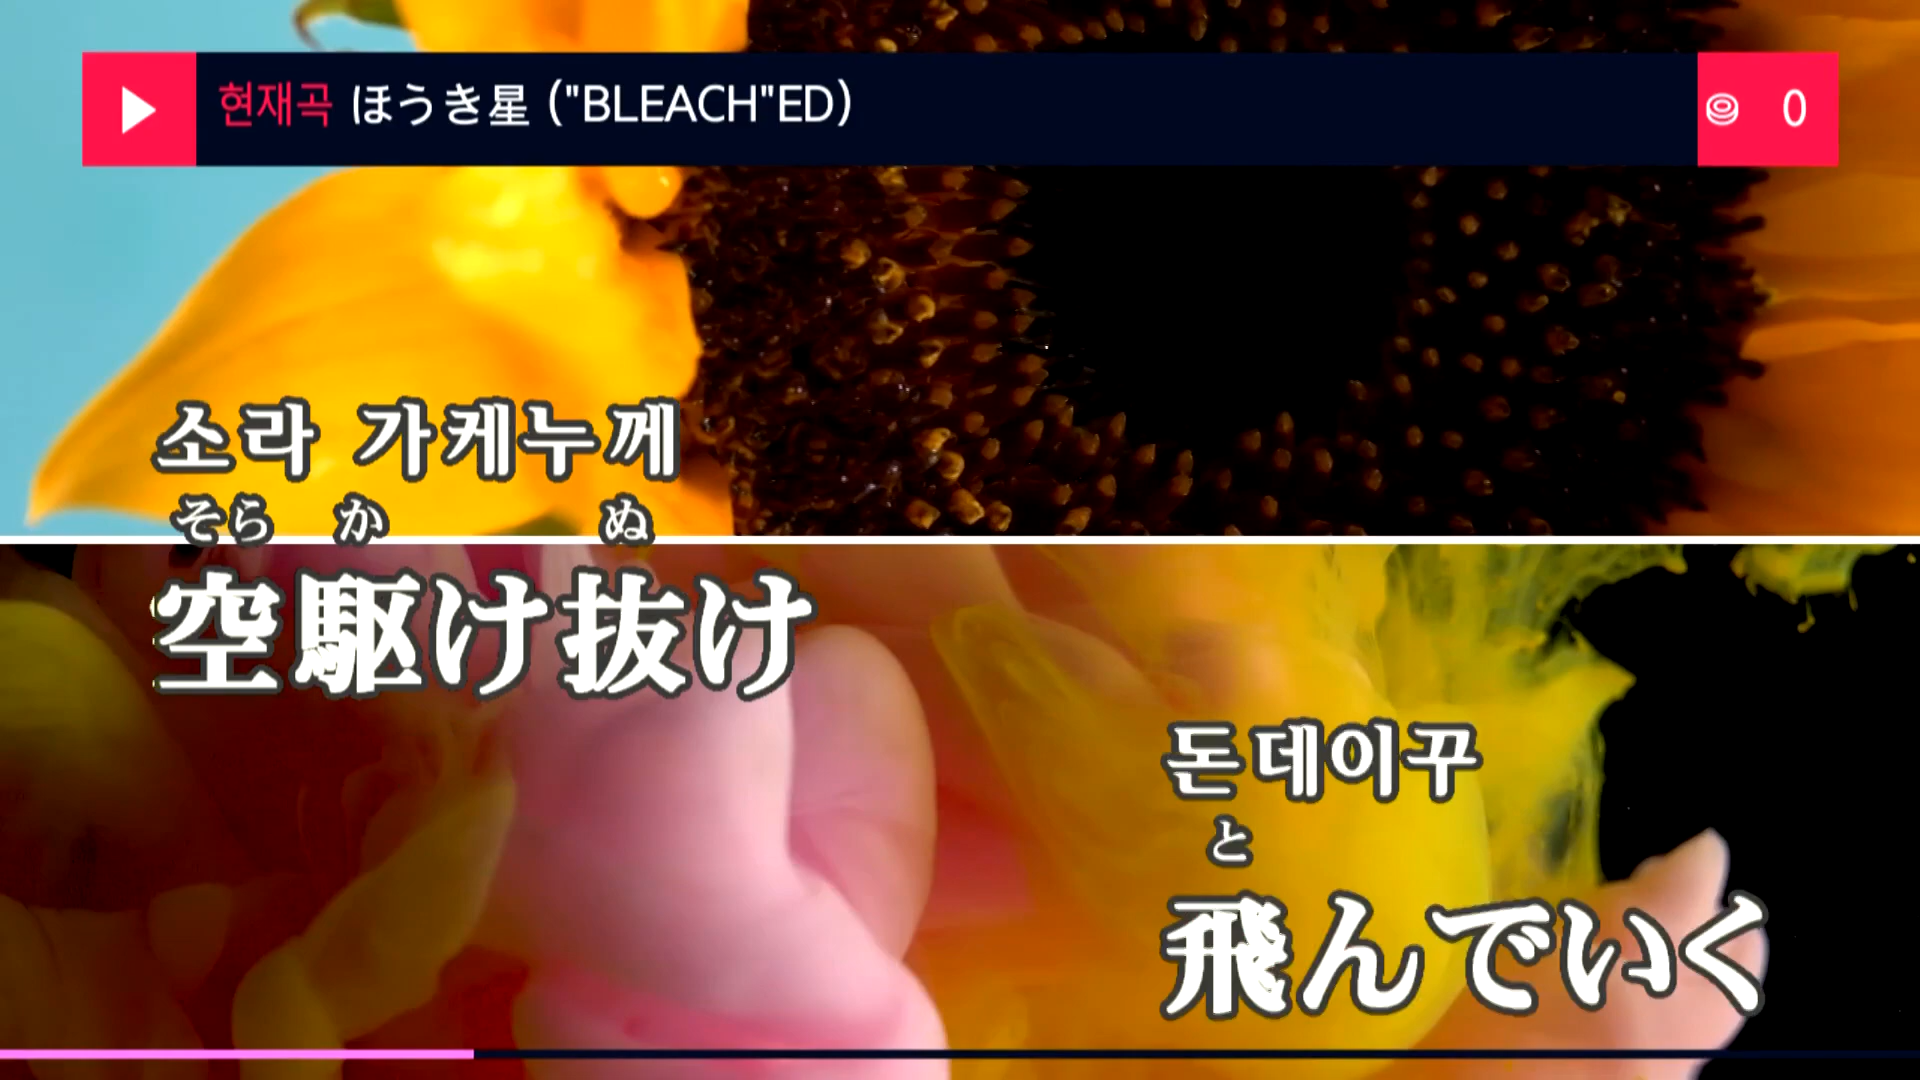 현재곡 ほうき星 ("BLEACH"ED) 0
소라 가케누께
そら か ぬ
空駆け抜け
돈데이꾸
と
飛んでいく